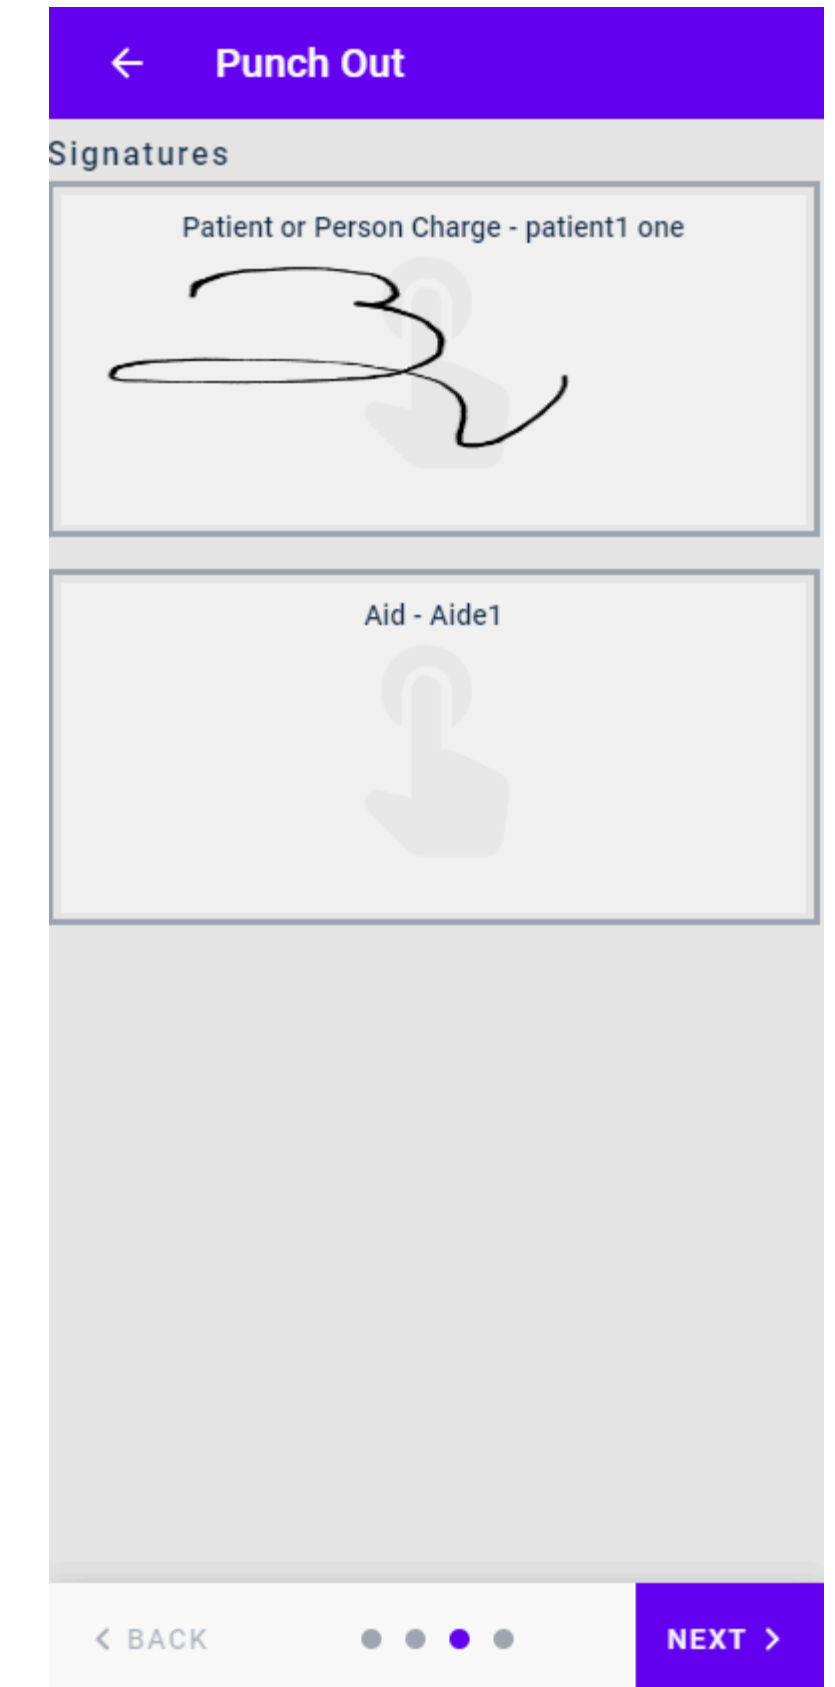 Punch Out
Signatures
Patient or Person Charge - patient1 one
Aid - Aide1
BACK
NEXT